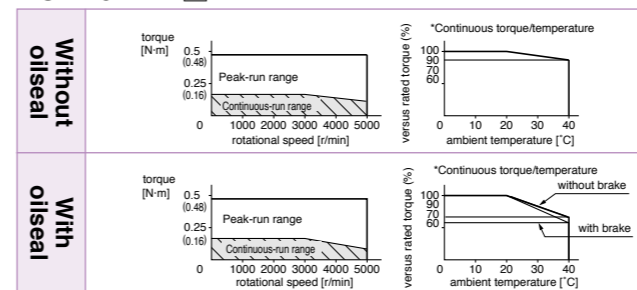 Without
oilseal
torque
[N·m]
0.5
(0.48)
0.25
(0.16)
0
Peak-run range
Continuous-run range
1000 2000 3000 4000 5000
rotational speed [r/min]
*Continuous torque/temperature
versus rated torque (%)
100
90
70
60
0 10 20 30 40
ambient temperature [˚C]
With
oilseal
torque
[N·m]
0.5
(0.48)
0.25
(0.16)
0
Peak-run range
Continuous-run range
1000 2000 3000 4000 5000
rotational speed [r/min]
*Continuous torque/temperature
versus rated torque (%)
without brake
100
90
70
60
with brake
0 10 20 30 40
ambient temperature [˚C]